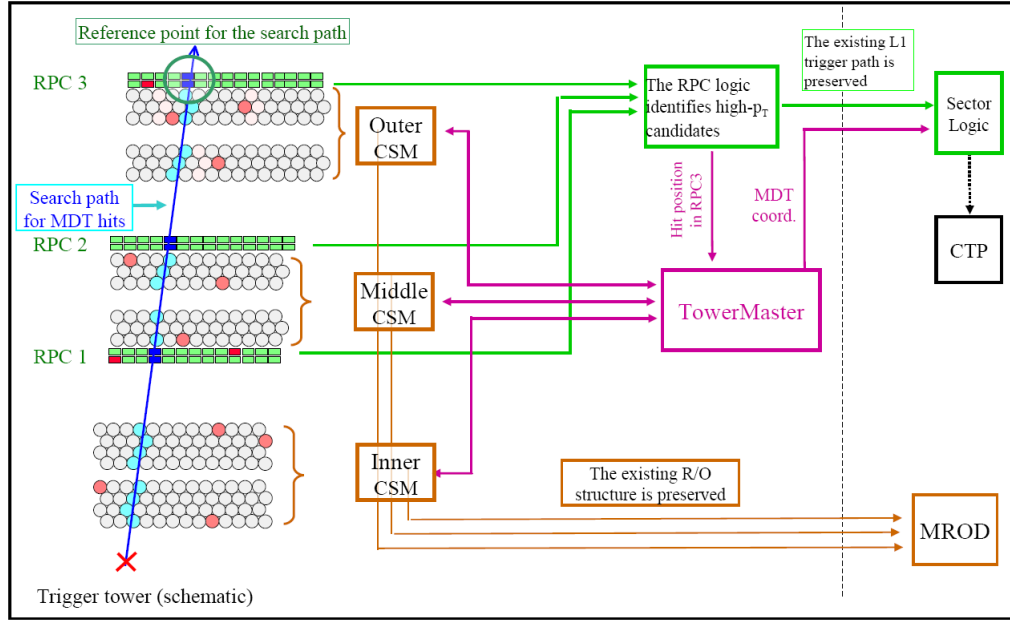 Reference point for the search path
RPC 3
Outer
CSM
The RPC logic
identifies high-pT
candidates
The existing L1
trigger path is
preserved
Sector
Logic
Search path
for MDT hits
Hit position
in RPC3
MDT
coord.
RPC 2
CTP
Middle
CSM
TowerMaster
RPC 1
Inner
CSM
The existing R/O
structure is preserved
MROD
Trigger tower (schematic)